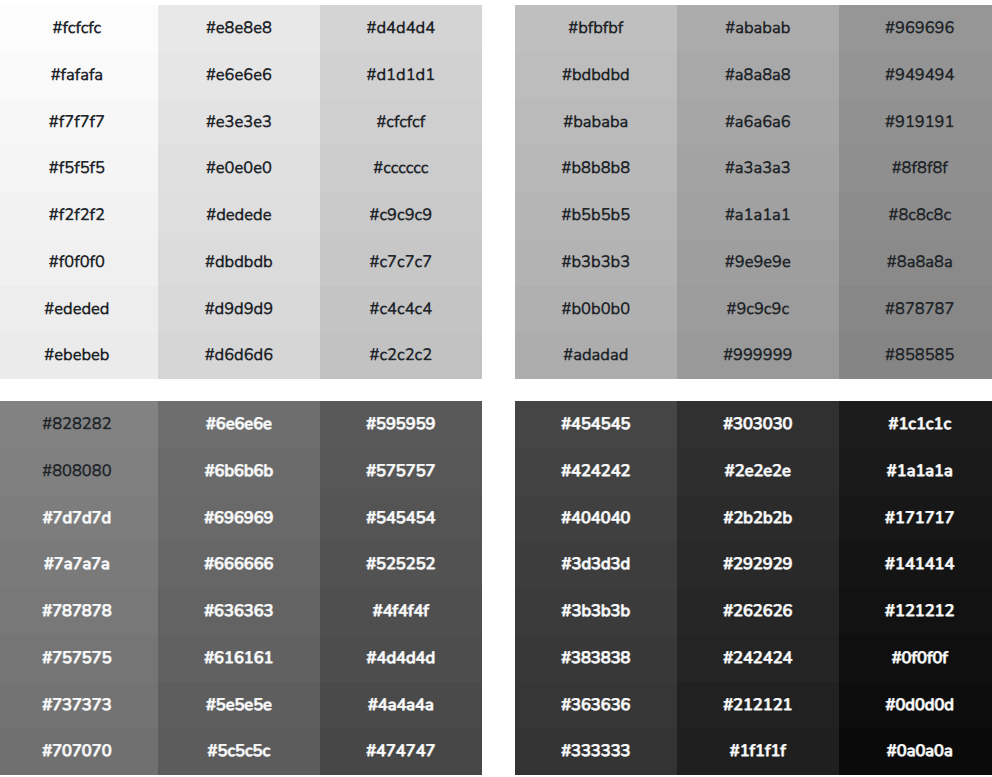 #fcfcfc
#fafafa
#f7f7f7
#f5f5f5
#f2f2f2
#f0f0f0
#ededed
#ebebeb
#e8e8e8
#e6e6e6
#e3e3e3
#e0e0e0
#dedede
#dbdbdb
#d9d9d9
#d6d6d6
#d4d4d4
#d1d1d1
#cfcfcf
#cccccc
#c9c9c9
#c7c7c7
#c4c4c4
#c2c2c2
#bfbfbf
#bdbdbd
#bababa
#b8b8b8
#b5b5b5
#b3b3b3
#b0b0b0
#adadad
#ababab
#a8a8a8
#a6a6a6
#a3a3a3
#a1a1a1
#9e9e9e
#9c9c9c
#999999
#969696
#949494
#919191
#8f8f8f
#8c8c8c
#8a8a8a
#878787
#858585
#828282
#808080
#7d7d7d
#7a7a7a
#787878
#757575
#737373
#707070
#6e6e6e
#6b6b6b
#696969
#666666
#636363
#616161
#5e5e5e
#5c5c5c
#595959
#575757
#545454
#525252
#4f4f4f
#4d4d4d
#4a4a4a
#474747
#454545
#424242
#404040
#3d3d3d
#3b3b3b
#383838
#363636
#333333
#303030
#2e2e2e
#2b2b2b
#292929
#262626
#242424
#212121
#1f1f1f
#1c1c1c
#1a1a1a
#171717
#141414
#121212
#0f0f0f
#0d0d0d
#0a0a0a